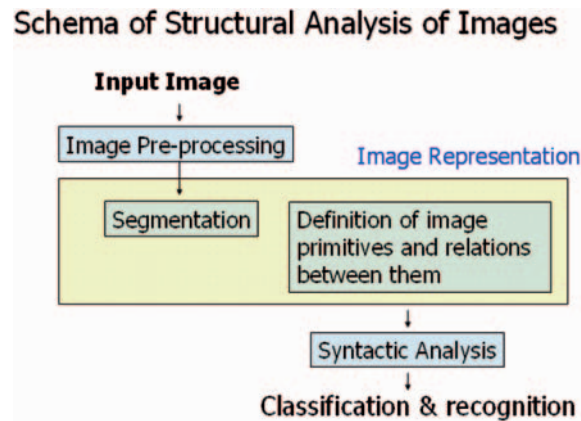 Schema of Structural Analysis of Images
Input Image
Image Pre-processing
Image Representation
Segmentation
Definition of image
primitives and relations
between them
Syntactic Analysis
Classification & recognition